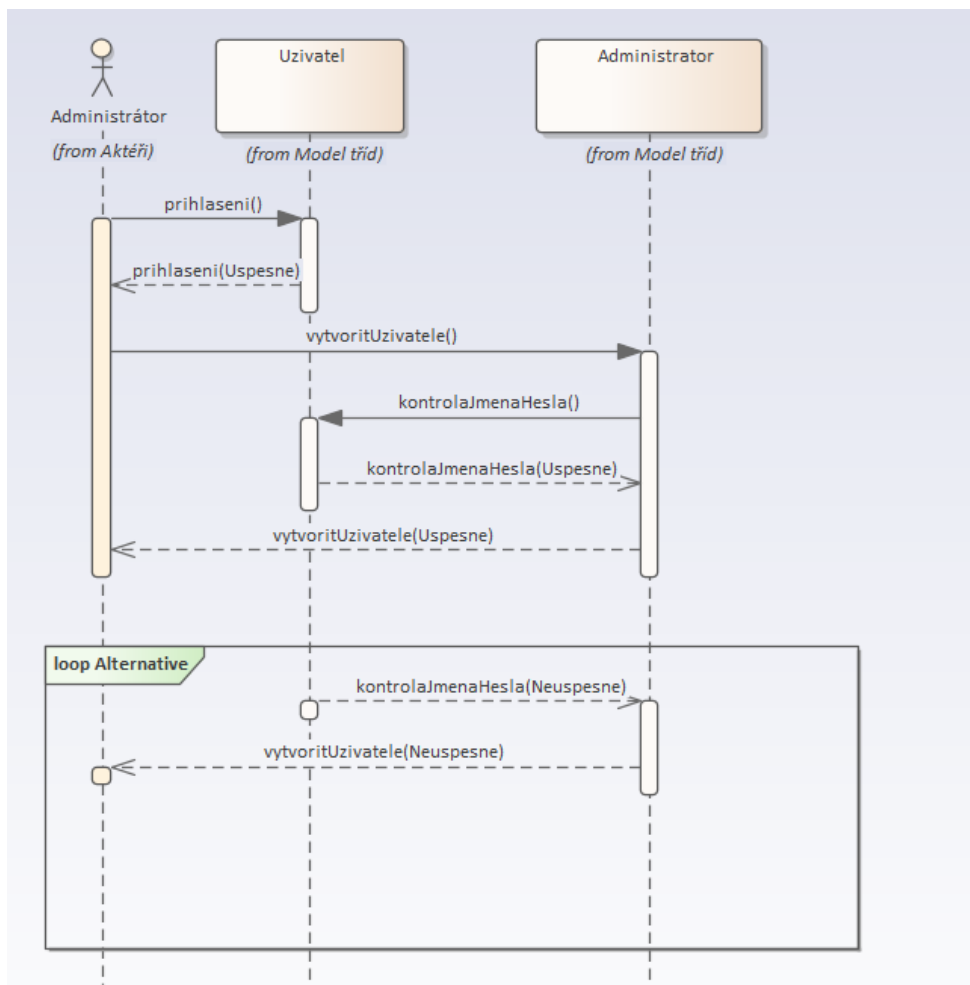 Uzivatel
Administrator
Administrátor
(from Aktéři)
(from Model tříd)
(from Model tříd)
prihlaseni()
prihlaseni(Uspesne)
vytvoritUzivatele()
kontrolaJmenaHesla()
kontrolaJmenaHesla(Uspesne)
vytvoritUzivatele(Uspesne)
loop Alternative
kontrolaJmenaHesla(Neuspesne)
vytvoritUzivatele(Neuspesne)